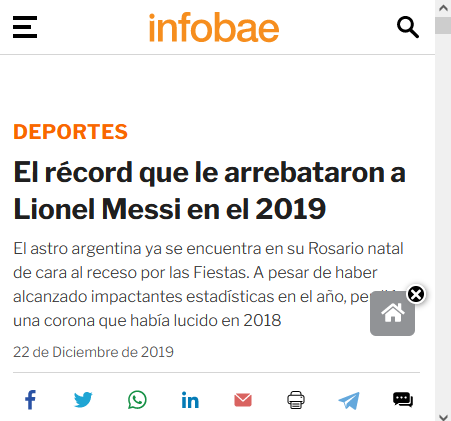 infobae
DEPORTES
El récord que le arrebataron a
Lionel Messi en el 2019
El astro argentina ya se encuentra en su Rosario natal
de cara al receso por las Fiestas. A pesar de haber
alcanzado impactantes estadísticas en el año,
una corona que había lucido en 2018
22 de Diciembre de 2019